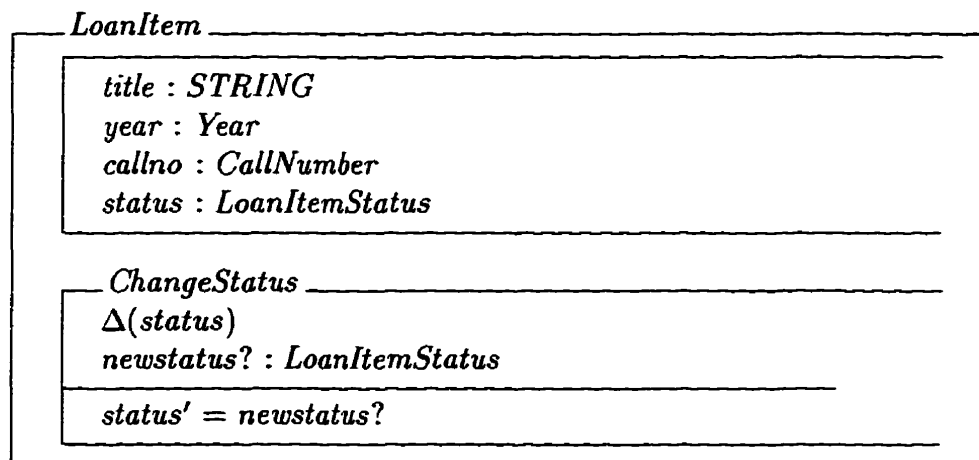 LoanItem
title : STRING
year : Year
callno : CallNumber
status : LoanItemStatus
ChangeStatus
Δ(status)
newstatus? : LoanItemStatus
status′ = newstatus?